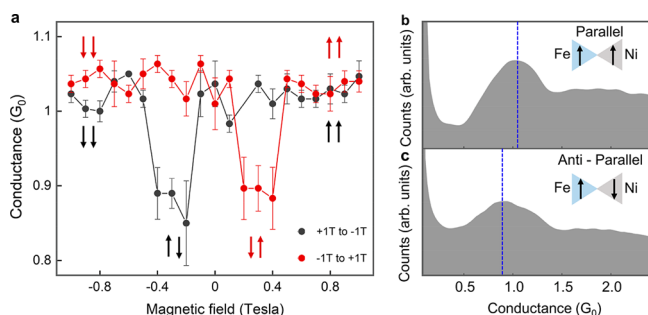 a
1.1
1.0
0.9
0.8
Conductance (G₀)
-0.8
-0.4
0
0.4
0.8
Magnetic field (Tesla)
+1T to -1T
-1T to +1T
b
Parallel
Fe
Ni
Counts (arb. units)
c
Anti - Parallel
Fe
Ni
Counts (arb. units)
0.5
1.0
1.5
2.0
Conductance (G₀)